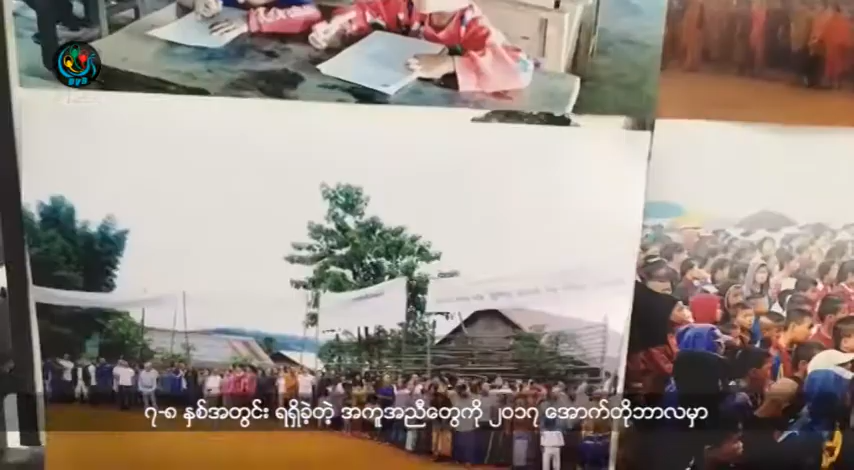 ၇-၈ နှစ်အတွင်း ရရှိခဲ့တဲ့ အကူအညီတွေကို ၂၀၁၇ အောက်တိုဘာလမှာ